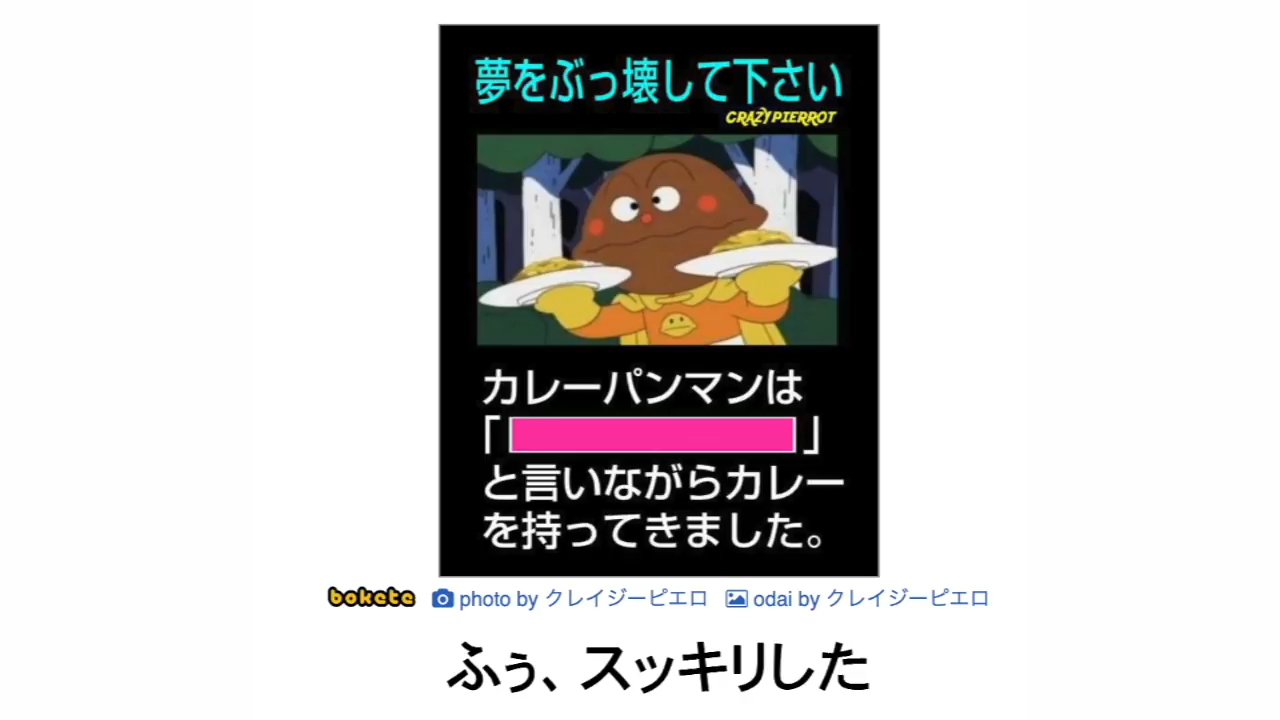 夢をぶっ壊して下さい
CRAZY PIERROT
カレーパンマンは
「 」
と言いながらカレー
を持ってきました。
bokete photo by クレイジーピエロ odai by クレイジーピエロ
ふぅ、スッキリした